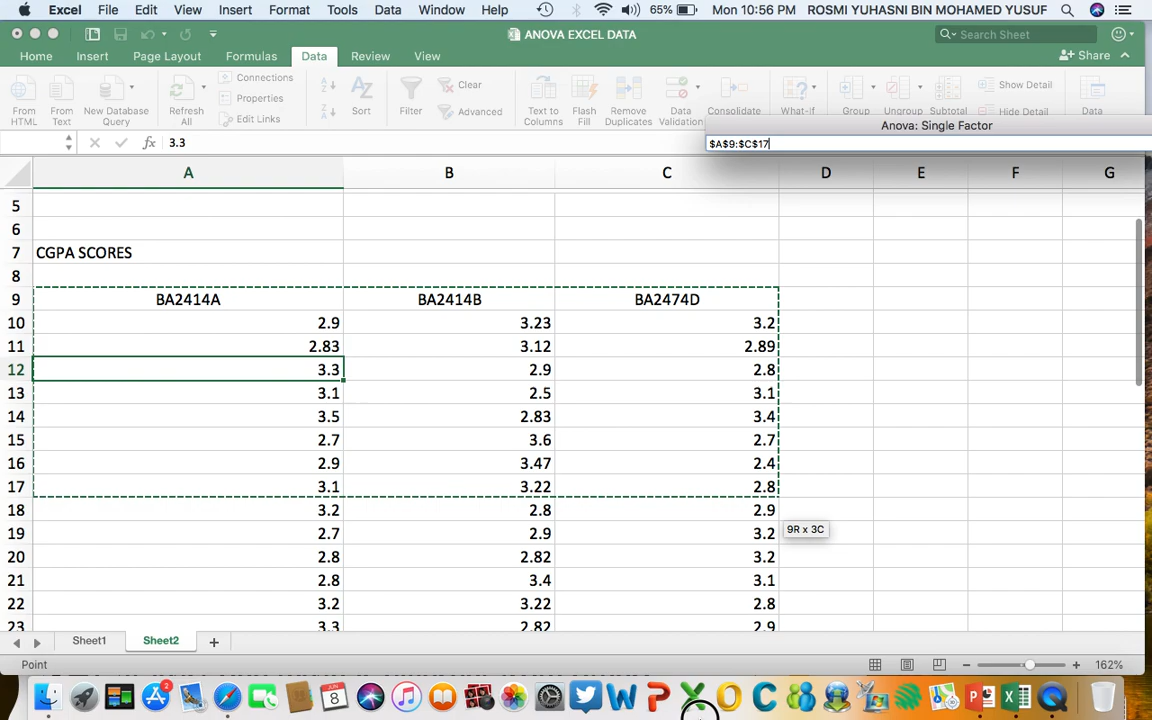 Excel File Edit View Insert Format Tools Data Window Help 65% Mon 10:56 PM ROSMI YUHASNI BIN MOHAMED YUSUF
ANOVA EXCEL DATA
Search Sheet
Home Insert Page Layout Formulas Data Review View
Share
From HTML
From Text
New Database Query
Refresh All
Connections
Properties
Edit Links
Sort
Filter
Clear
Advanced
Text to Columns
Flash Fill
Remove Duplicates
Data Validation
Consolidate
What-if
Group
Ungroup
Subtotal
Show Detail
Hide Detail
Data
Anova: Single Factor
$A$9:$C$17
fx 3.3
A B C D E F G
5
6
7 CGPA SCORES
8
9 BA2414A BA2414B BA2474D
10 2.9 3.23 3.2
11 2.83 3.12 2.89
12 3.3 2.9 2.8
13 3.1 2.5 3.1
14 3.5 2.83 3.4
15 2.7 3.6 2.7
16 2.9 3.47 2.4
17 3.1 3.22 2.8
18 3.2 2.8 2.9
9R x 3C
19 2.7 2.9 3.2
20 2.8 2.82 3.2
21 2.8 3.4 3.1
22 3.2 3.22 2.8
23 3.3 2.82 2.9
Sheet1 Sheet2 +
Point
162%
2
JUN
8